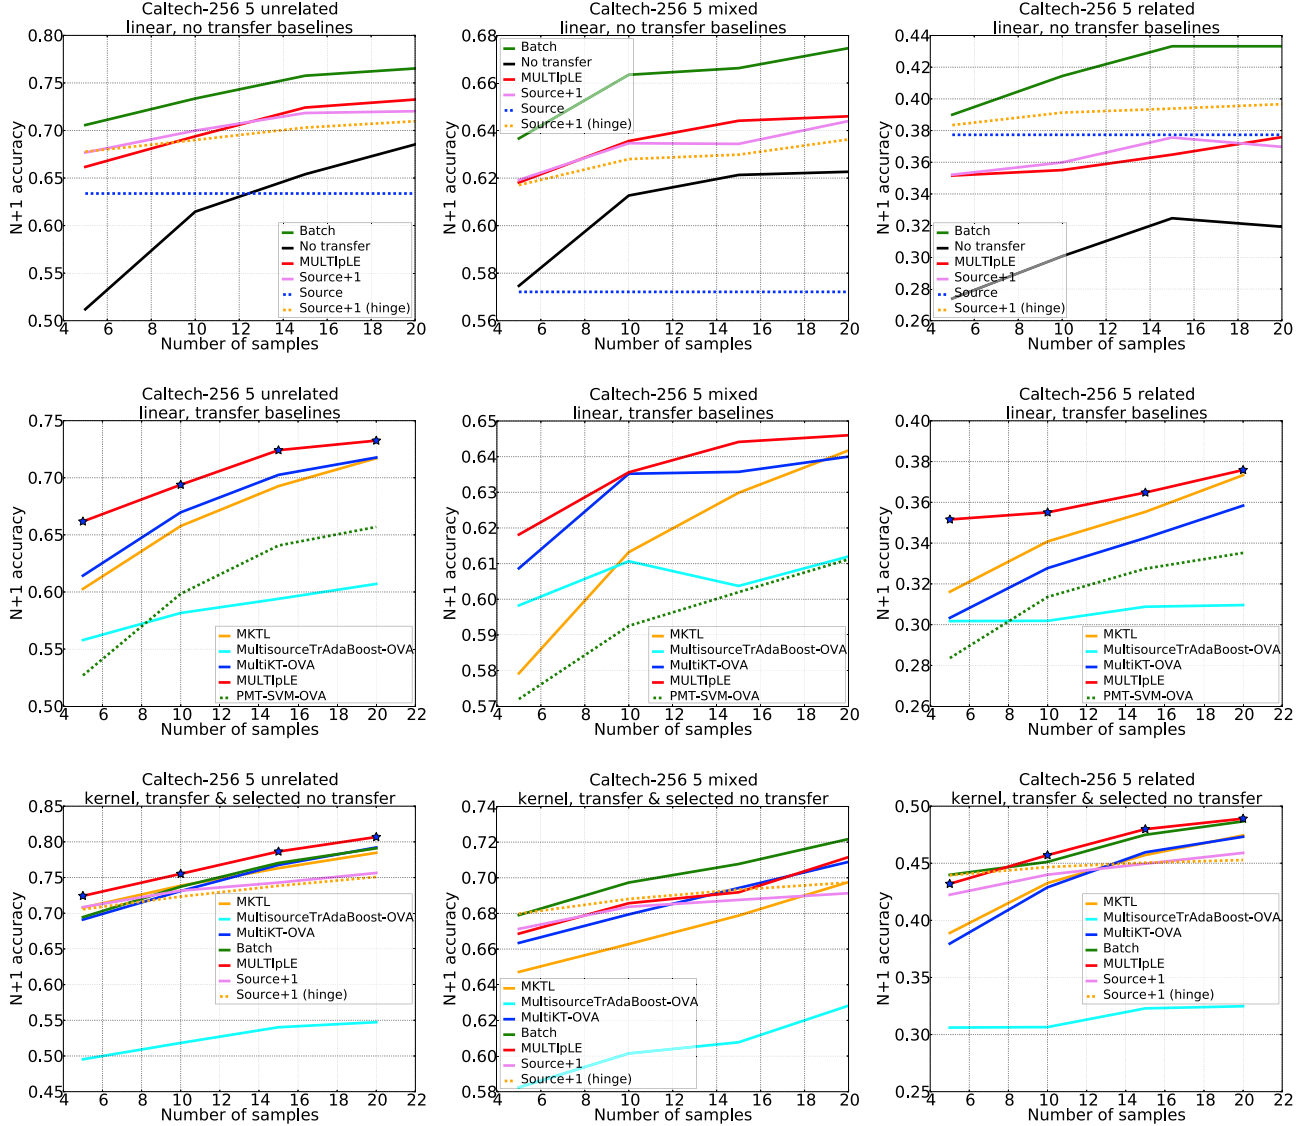 Caltech-256 5 unrelated
linear, no transfer baselines
N+1 accuracy
0.80
0.75
0.70
0.65
0.60
0.55
0.50
Batch
No transfer
MULTIpLE
Source+1
Source
Source+1 (hinge)
4 6 8 10 12 14 16 18 20
Number of samples
Caltech-256 5 mixed
linear, no transfer baselines
N+1 accuracy
0.68
0.66
0.64
0.62
0.60
0.58
0.56
Batch
No transfer
MULTIpLE
Source+1
Source
Source+1 (hinge)
4 6 8 10 12 14 16 18 20
Number of samples
Caltech-256 5 related
linear, no transfer baselines
N+1 accuracy
0.44
0.42
0.40
0.38
0.36
0.34
0.32
0.30
0.28
0.26
Batch
No transfer
MULTIpLE
Source+1
Source
Source+1 (hinge)
4 6 8 10 12 14 16 18 20
Number of samples
Caltech-256 5 unrelated
linear, transfer baselines
N+1 accuracy
0.75
0.70
0.65
0.60
0.55
0.50
MKTL
MultisourceTrAdaBoost-OVA
MultiKT-OVA
MULTIpLE
PMT-SVM-OVA
4 6 8 10 12 14 16 18 20 22
Number of samples
Caltech-256 5 mixed
linear, transfer baselines
N+1 accuracy
0.65
0.64
0.63
0.62
0.61
0.60
0.59
0.58
0.57
MKTL
MultisourceTrAdaBoost-OVA
MultiKT-OVA
MULTIpLE
PMT-SVM-OVA
4 6 8 10 12 14 16 18 20
Number of samples
Caltech-256 5 related
linear, transfer baselines
N+1 accuracy
0.40
0.38
0.36
0.34
0.32
0.30
0.28
0.26
MKTL
MultisourceTrAdaBoost-OVA
MultiKT-OVA
MULTIpLE
PMT-SVM-OVA
4 6 8 10 12 14 16 18 20 22
Number of samples
Caltech-256 5 unrelated
kernel, transfer & selected no transfer
N+1 accuracy
0.85
0.80
0.75
0.70
0.65
0.60
0.55
0.50
0.45
MKTL
MultisourceTrAdaBoost-OVA
MultiKT-OVA
Batch
MULTIpLE
Source+1
Source+1 (hinge)
4 6 8 10 12 14 16 18 20 22
Number of samples
Caltech-256 5 mixed
kernel, transfer & selected no transfer
N+1 accuracy
0.74
0.72
0.70
0.68
0.66
0.64
0.62
0.60
0.58
MKTL
MultisourceTrAdaBoost-OVA
MultiKT-OVA
Batch
MULTIpLE
Source+1
Source+1 (hinge)
4 6 8 10 12 14 16 18 20
Number of samples
Caltech-256 5 related
kernel, transfer & selected no transfer
N+1 accuracy
0.50
0.45
0.40
0.35
0.30
0.25
MKTL
MultisourceTrAdaBoost-OVA
MultiKT-OVA
Batch
MULTIpLE
Source+1
Source+1 (hinge)
4 6 8 10 12 14 16 18 20 22
Number of samples